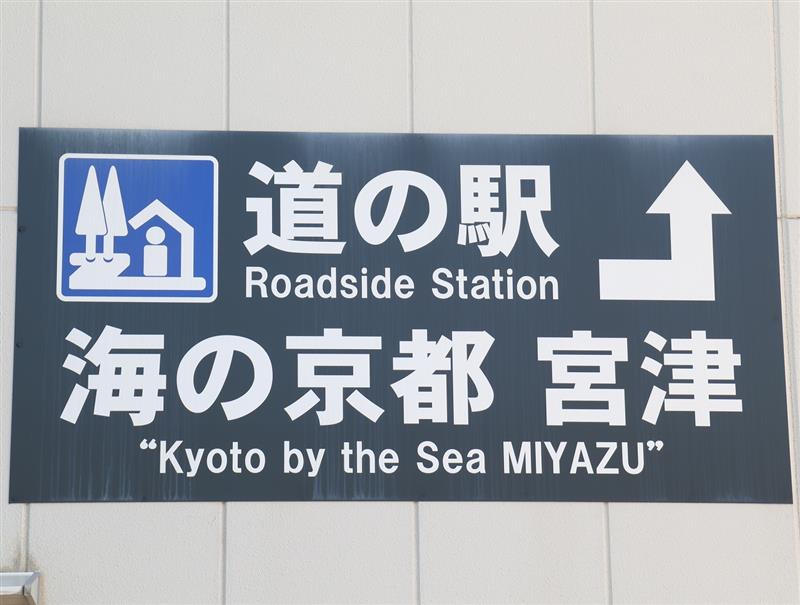 道の駅
Roadside Station
海の京都 宮津
“Kyoto by the Sea MIYAZU”